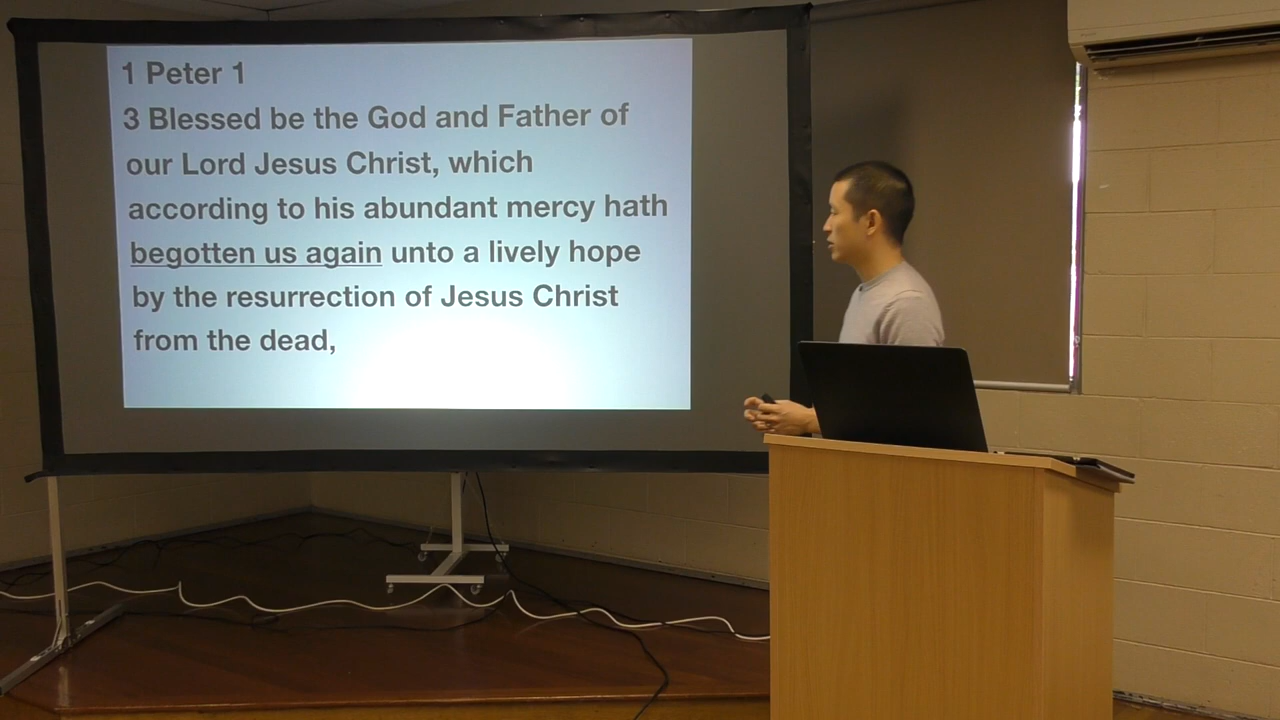 1 Peter 1
3 Blessed be the God and Father of
our Lord Jesus Christ, which
according to his abundant mercy hath
begotten us again unto a lively hope
by the resurrection of Jesus Christ
from the dead,